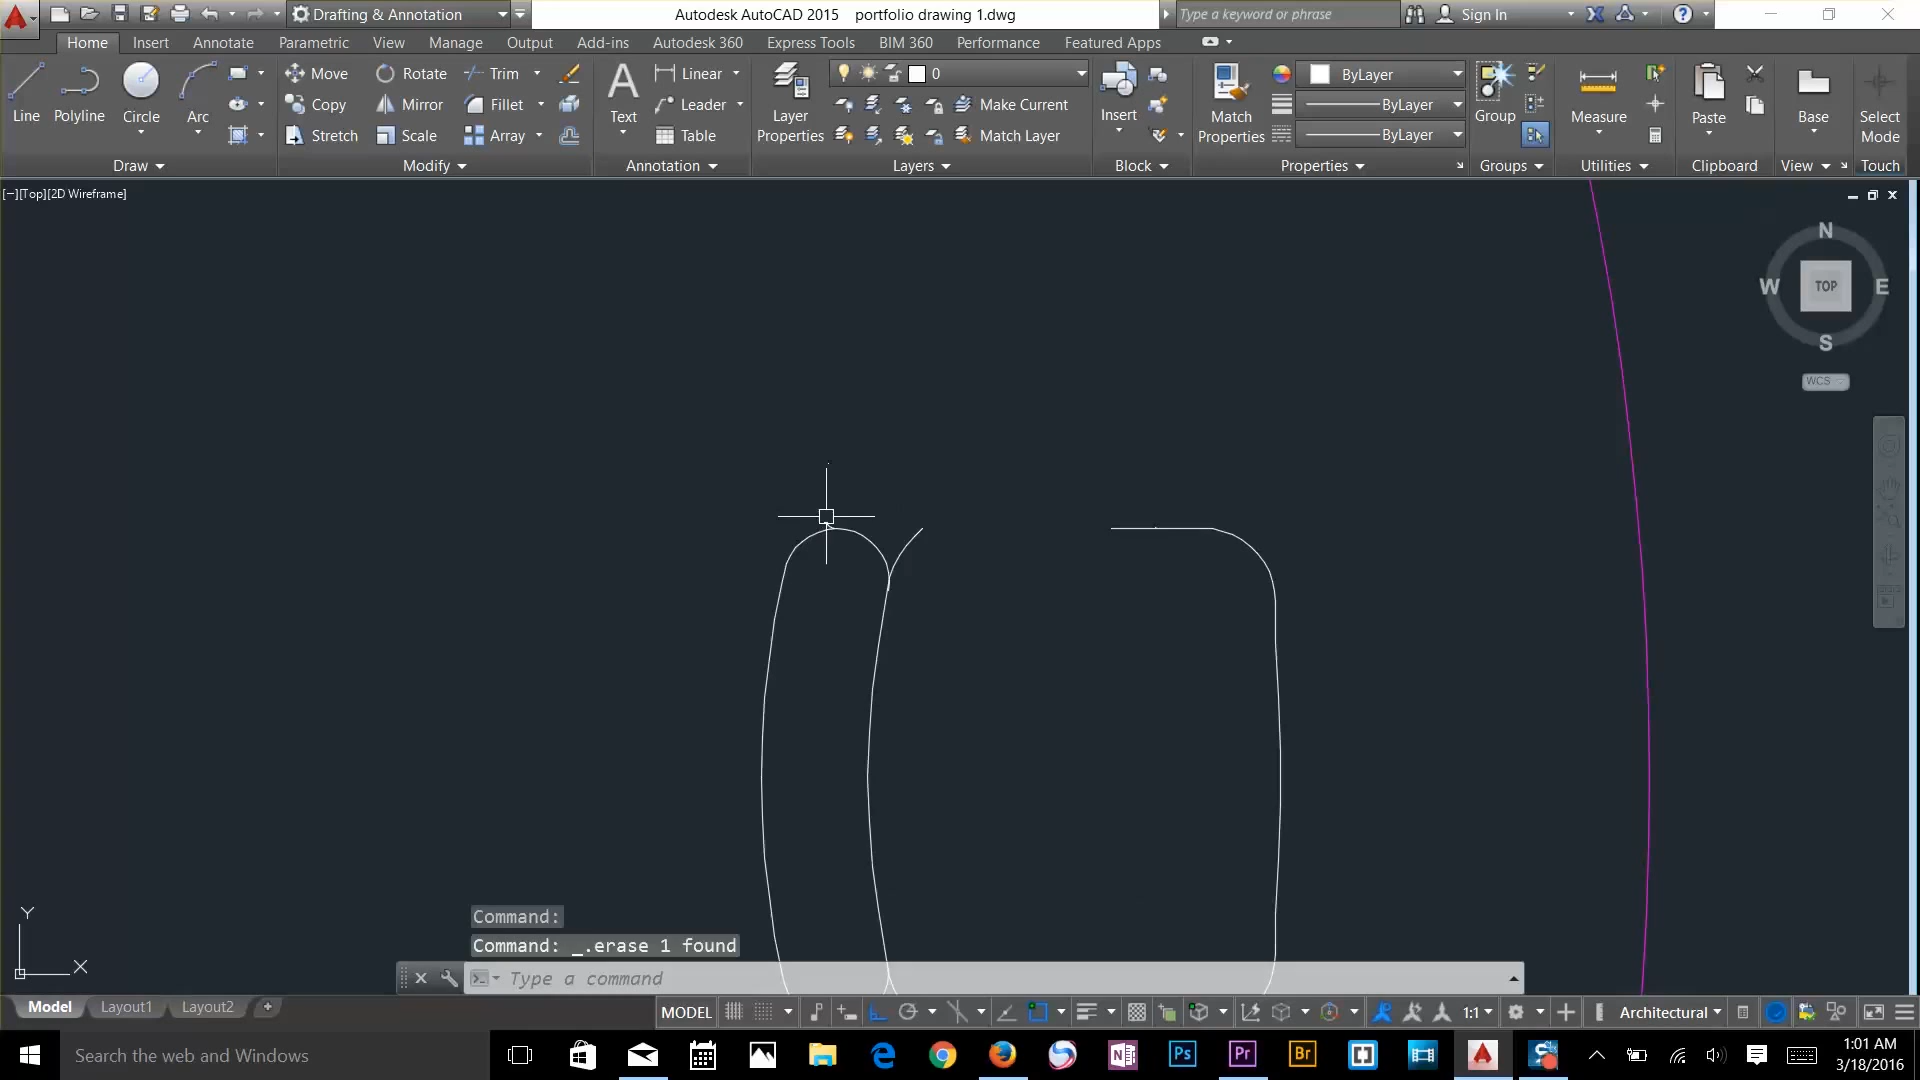 Drafting & Annotation
Autodesk AutoCAD 2015 portfolio drawing 1.dwg
Type a keyword or phrase
Sign In
Home Insert Annotate Parametric View Manage Output Add-ins Autodesk 360 Express Tools BIM 360 Performance Featured Apps
Line Polyline Circle Arc
Move Rotate Trim
Copy Mirror Fillet
Stretch Scale Array
Text Linear
Leader
Table
Layer Properties
0
Make Current
Match Layer
Insert
Match Properties
ByLayer
ByLayer
ByLayer
Group
Measure
Paste
Base
Select Mode
Draw Modify Annotation Layers Block Properties Groups Utilities Clipboard View Touch
[−][Top][2D Wireframe]
N
W TOP E
S
WCS
Y
X
Command:
Command: _.erase 1 found
Type a command
Model Layout1 Layout2
MODEL 1:1 Architectural
Search the web and Windows
Ps Pr Br
1:01 AM
3/18/2016